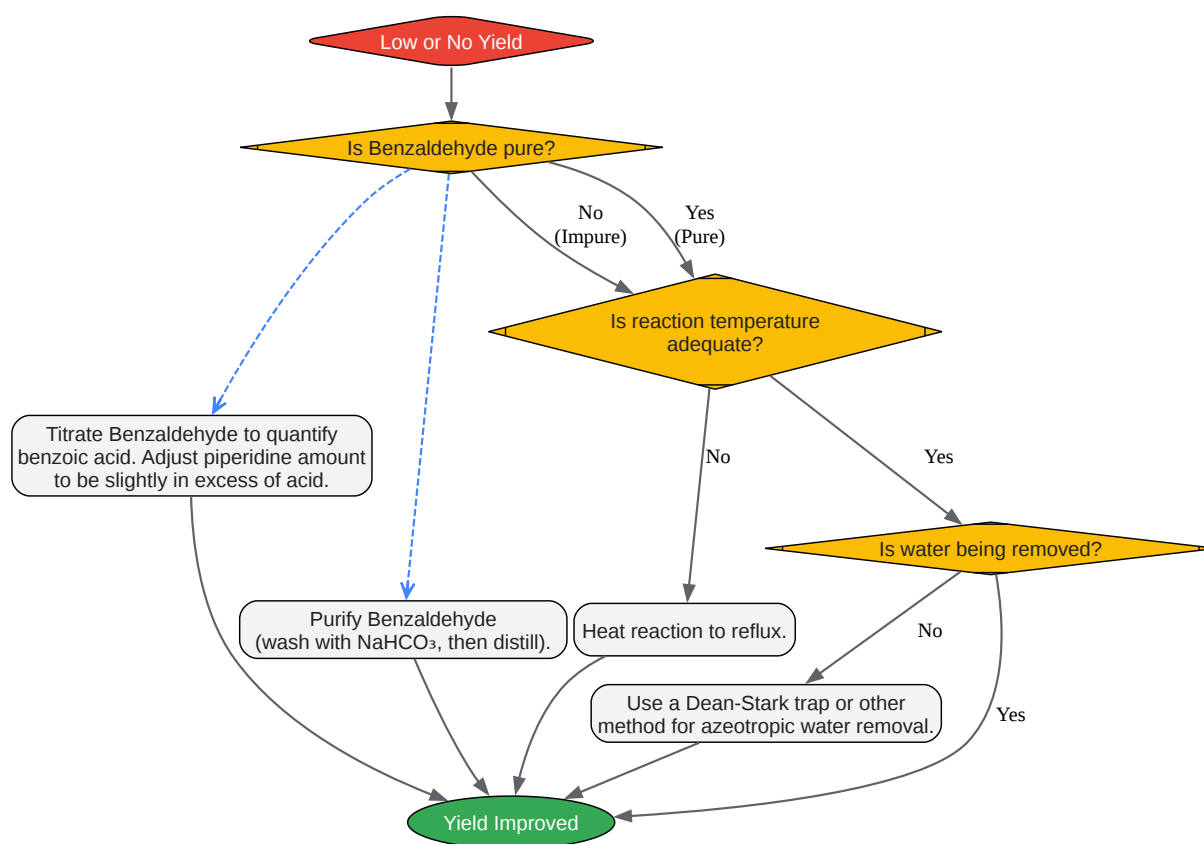 Low or No Yield
Is Benzaldehyde pure?
No
(Impure)
Yes
(Pure)
Is reaction temperature
adequate?
Titrate Benzaldehyde to quantify
benzoic acid. Adjust piperidine amount
to be slightly in excess of acid.
No
Yes
Is water being removed?
Purify Benzaldehyde
(wash with NaHCO₃, then distill).
Heat reaction to reflux.
No
Use a Dean-Stark trap or other
method for azeotropic water removal.
Yes
Yield Improved